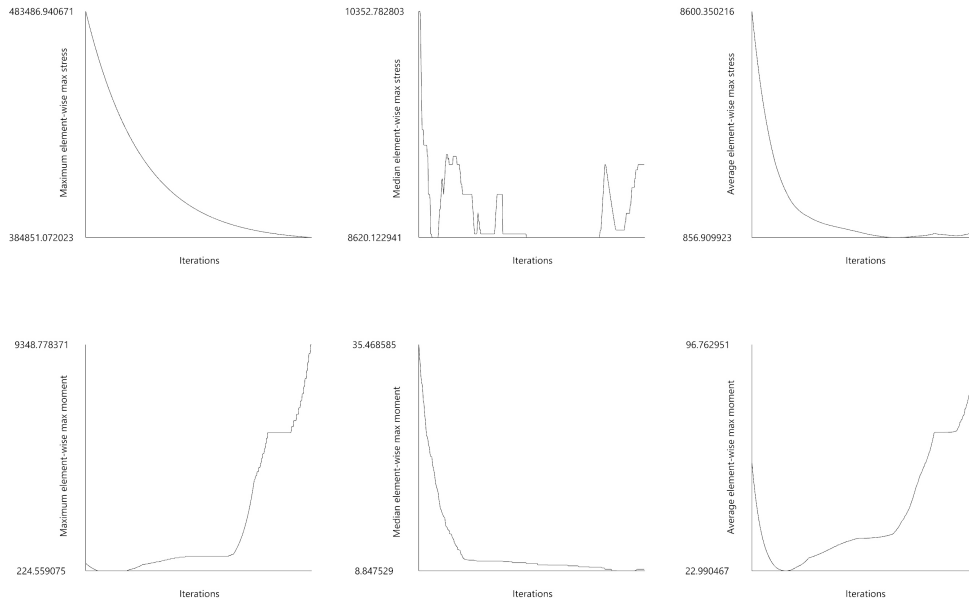 483486.940671
Maximum element-wise max stress
384851.072023
Iterations
10352.782803
Median element-wise max stress
8620.122941
Iterations
8600.350216
Average element-wise max stress
856.909923
Iterations
9348.778371
Maximum element-wise max moment
224.559075
Iterations
35.468585
Median element-wise max moment
8.847529
Iterations
96.762951
Average element-wise max moment
22.990467
Iterations